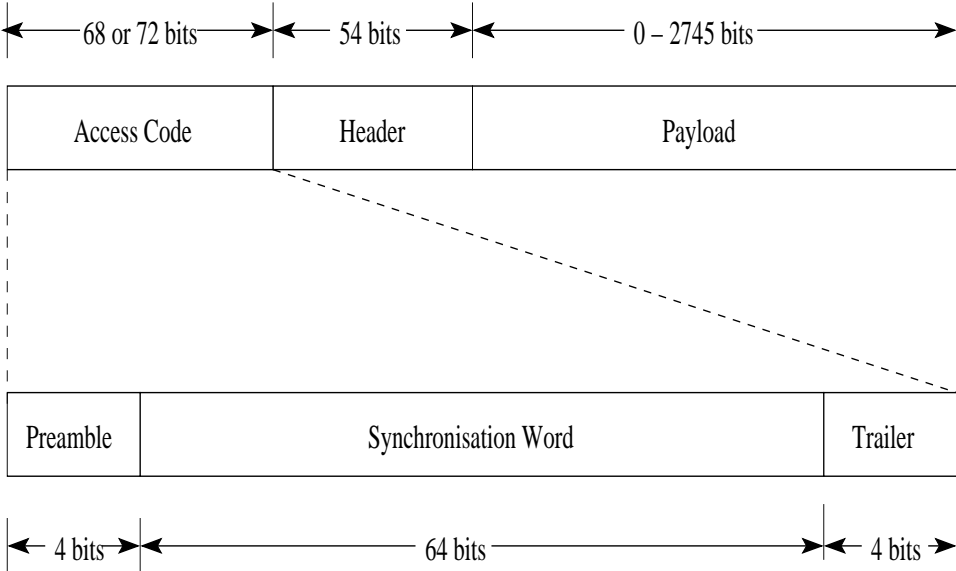 68 or 72 bits
54 bits
0 – 2745 bits
Access Code
Header
Payload
Preamble
Synchronisation Word
Trailer
4 bits
64 bits
4 bits